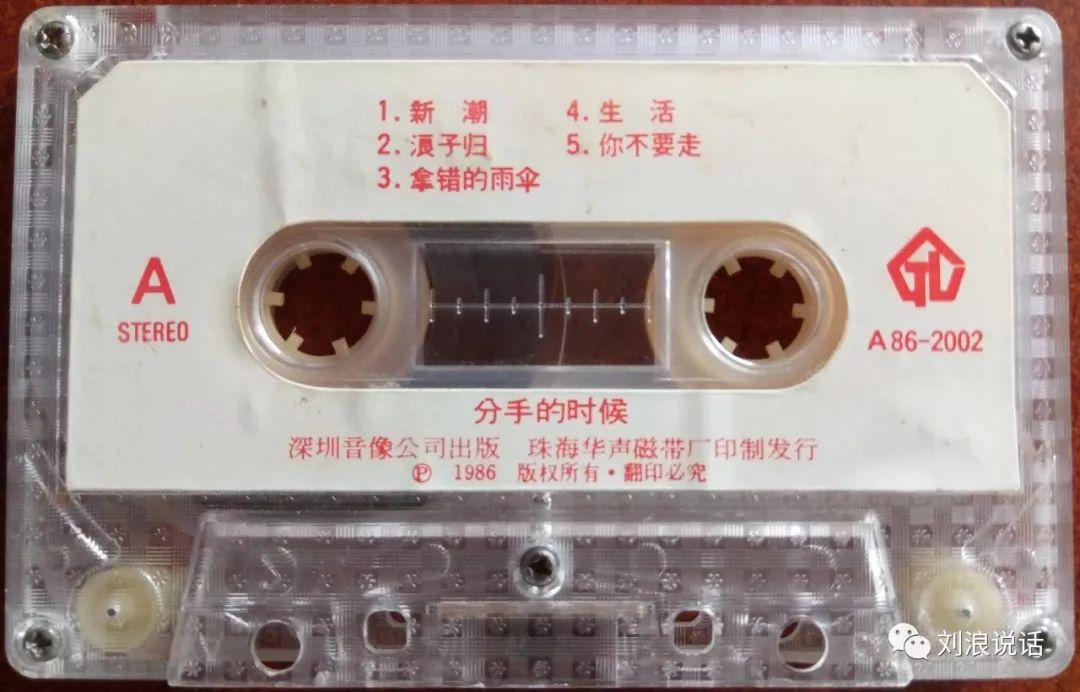 1.新 潮 4.生 活
2.浪子归 5.你不要走
3.拿错的雨伞
A
STEREO
A86-2002
分手的时候
深圳音像公司出版 珠海华声磁带厂印制发行
Ⓟ 1986 版权所有·翻印必究
刘浪说话